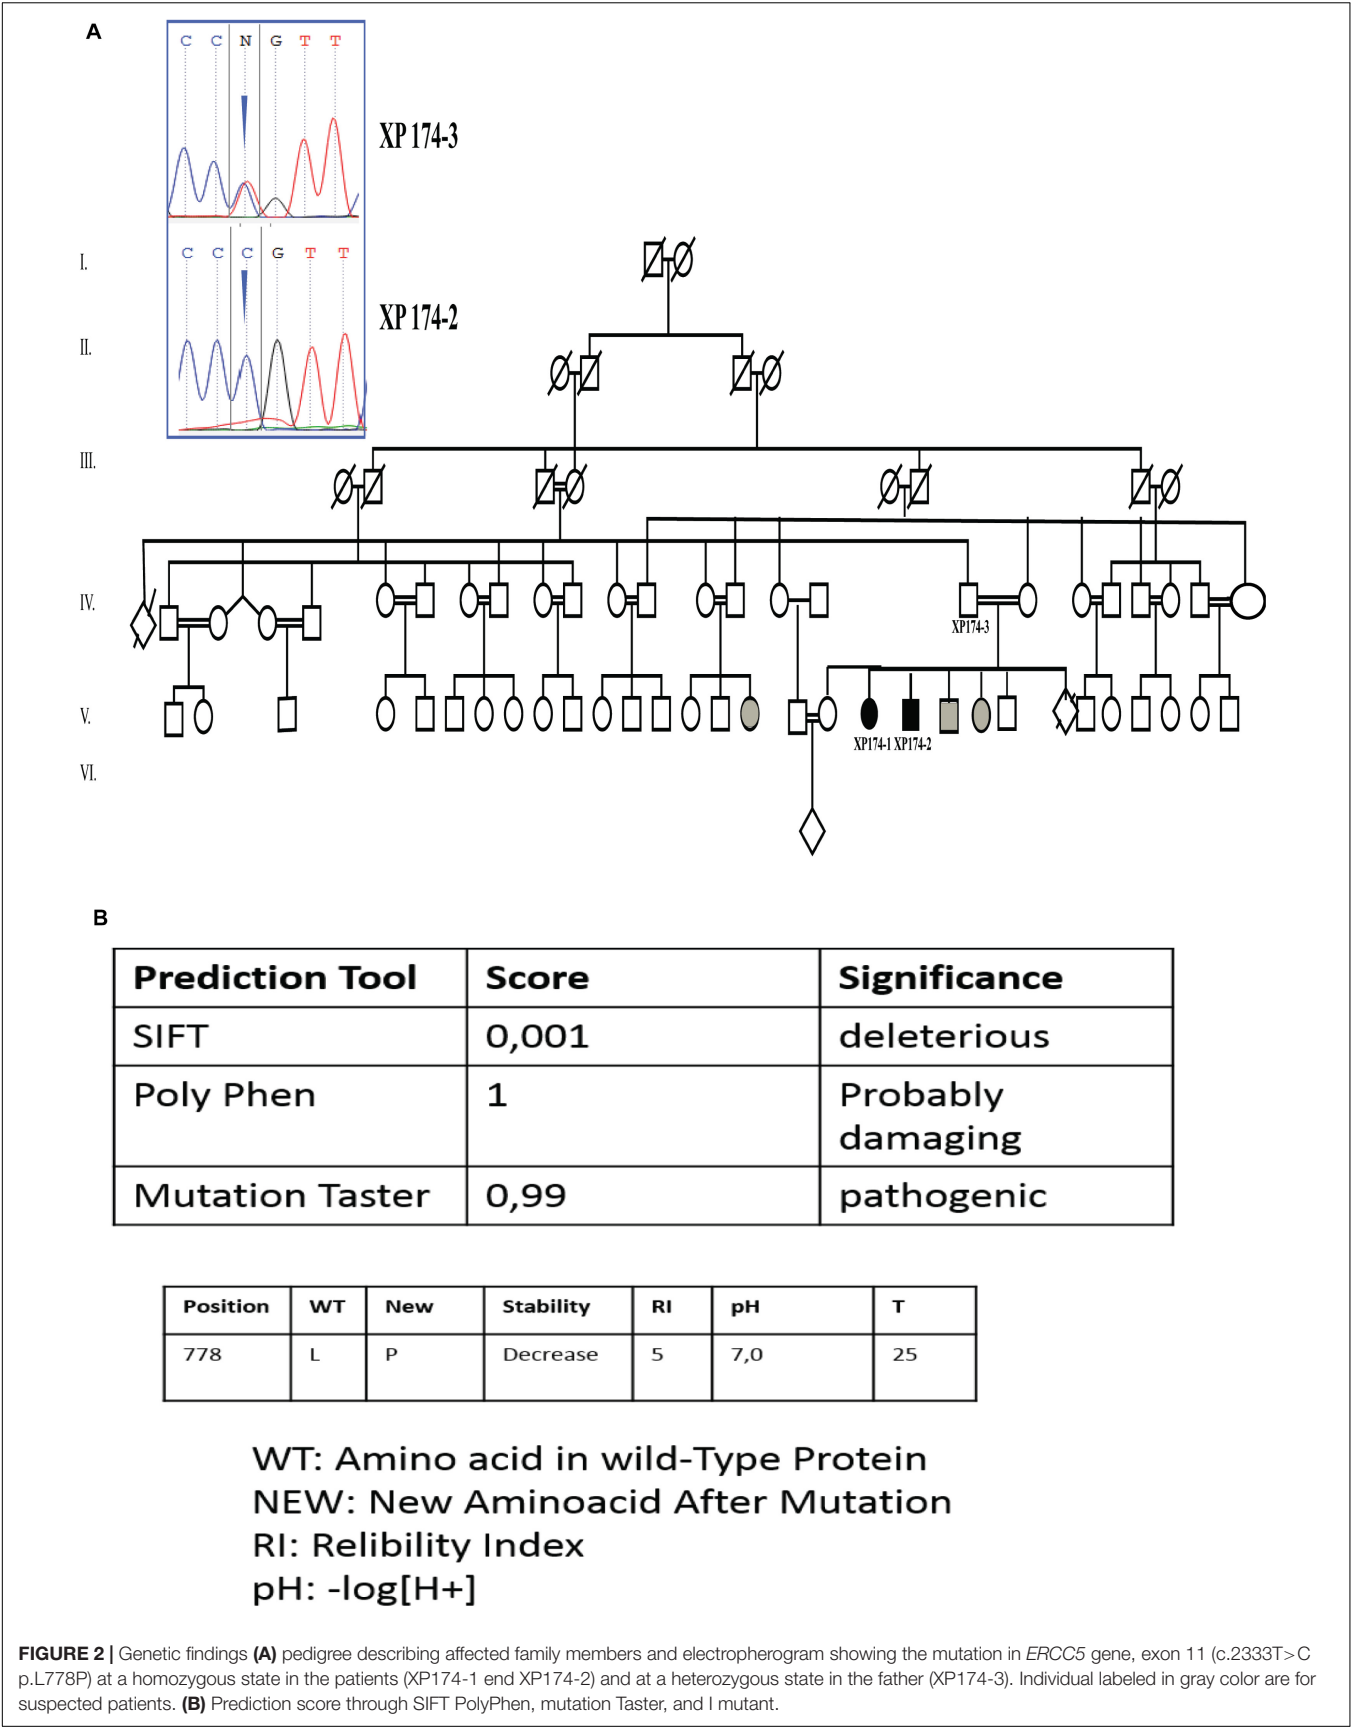 A
C C N G T T
XP 174-3
C C C G T T
XP 174-2
I.
II.
III.
IV.
XP174-3
V.
XP174-1 XP174-2
VI.
B
Prediction Tool Score Significance
SIFT 0,001 deleterious
Poly Phen 1 Probably
damaging
Mutation Taster 0,99 pathogenic
Position WT New Stability RI pH T
778 L P Decrease 5 7,0 25
WT: Amino acid in wild-Type Protein
NEW: New Aminoacid After Mutation
RI: Relibility Index
pH: -log[H+]
FIGURE 2 | Genetic findings (A) pedigree describing affected family members and electropherogram showing the mutation in ERCC5 gene, exon 11 (c.2333T>C
p.L778P) at a homozygous state in the patients (XP174-1 end XP174-2) and at a heterozygous state in the father (XP174-3). Individual labeled in gray color are for
suspected patients. (B) Prediction score through SIFT PolyPhen, mutation Taster, and I mutant.